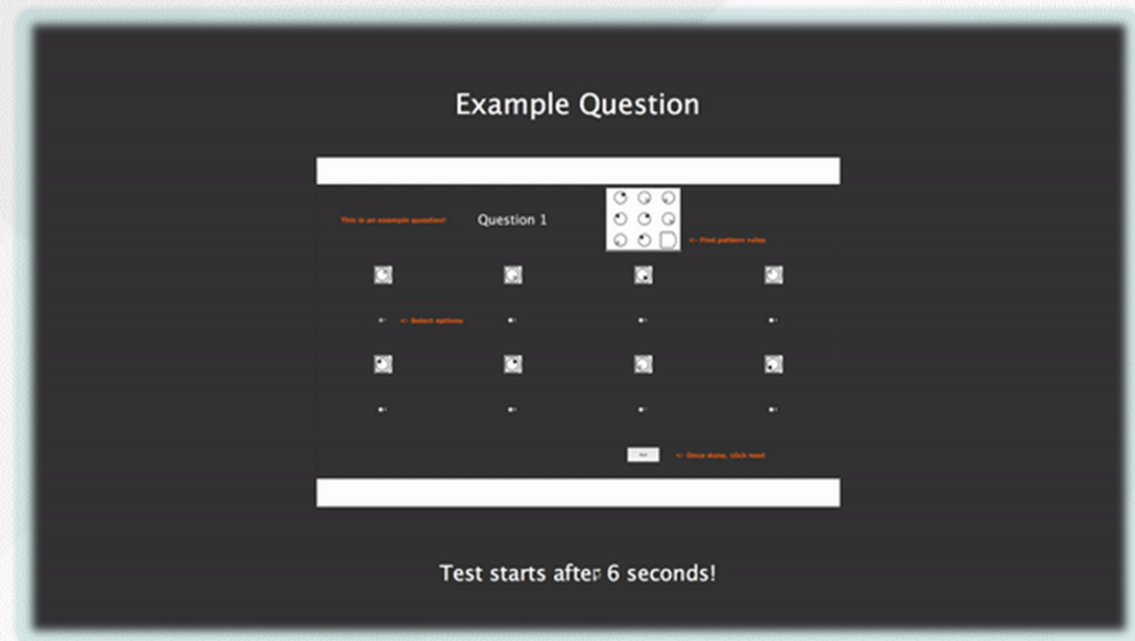 Example Question
This is an example question!
Question 1
<- Find pattern rules
<- Select options
<- Once done, click next
Test starts after 6 seconds!